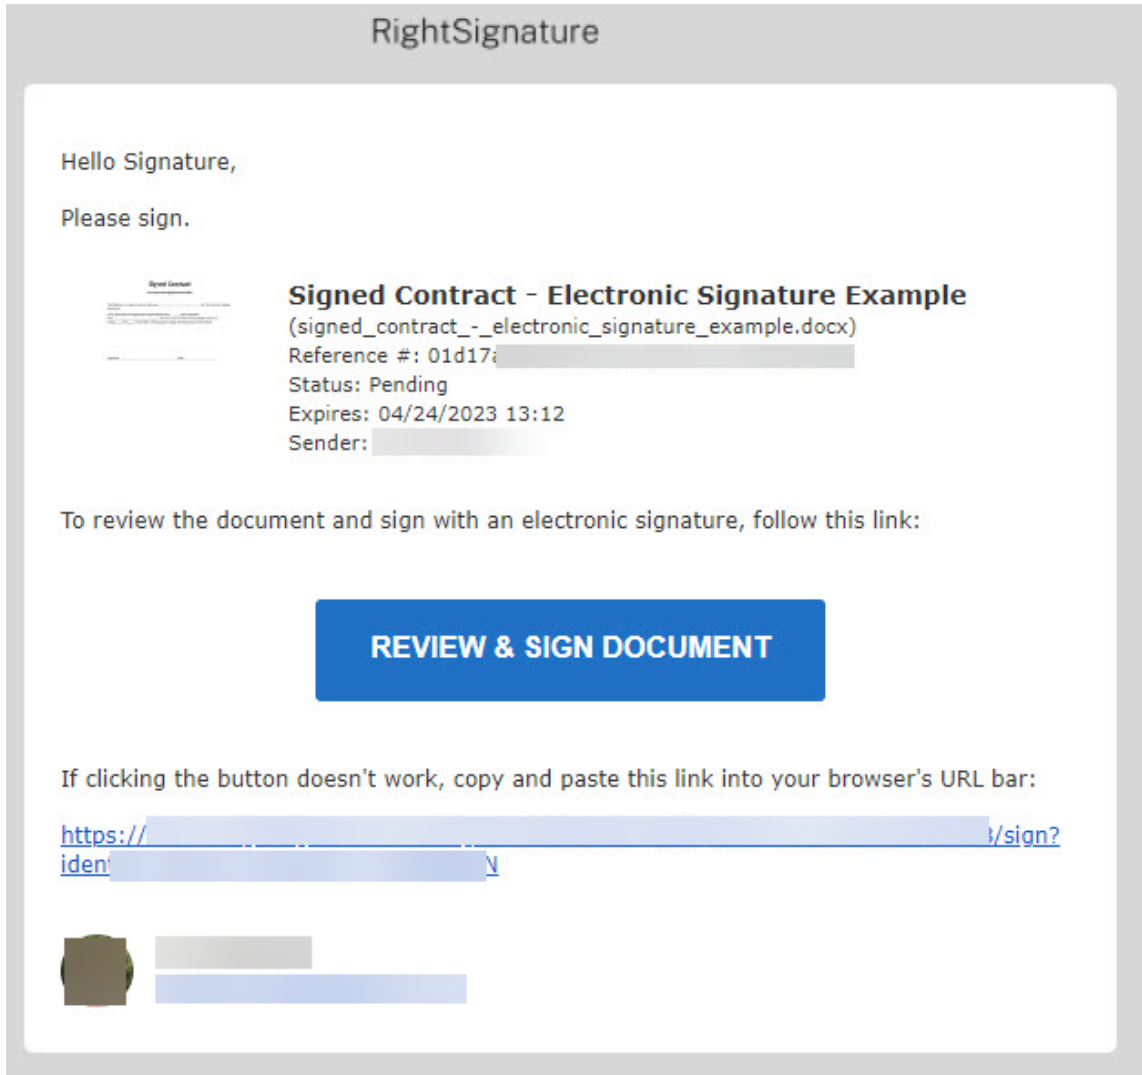 RightSignature
Hello Signature,
Please sign.
Signed Contract
Signed Contract - Electronic Signature Example
(signed_contract_-_electronic_signature_example.docx)
Reference #: 01d17a
Status: Pending
Expires: 04/24/2023 13:12
Sender:
To review the document and sign with an electronic signature, follow this link:
REVIEW & SIGN DOCUMENT
If clicking the button doesn't work, copy and paste this link into your browser's URL bar:
https:// /sign?
iden N